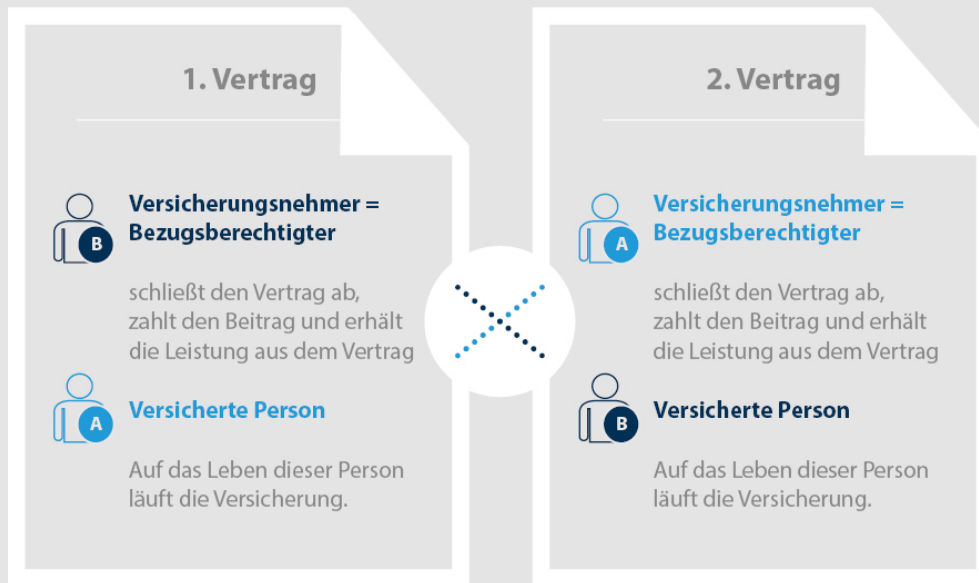 1. Vertrag
B
Versicherungsnehmer =
Bezugsberechtigter
schließt den Vertrag ab,
zahlt den Beitrag und erhält
die Leistung aus dem Vertrag
A
Versicherte Person
Auf das Leben dieser Person
läuft die Versicherung.
2. Vertrag
A
Versicherungsnehmer =
Bezugsberechtigter
schließt den Vertrag ab,
zahlt den Beitrag und erhält
die Leistung aus dem Vertrag
B
Versicherte Person
Auf das Leben dieser Person
läuft die Versicherung.